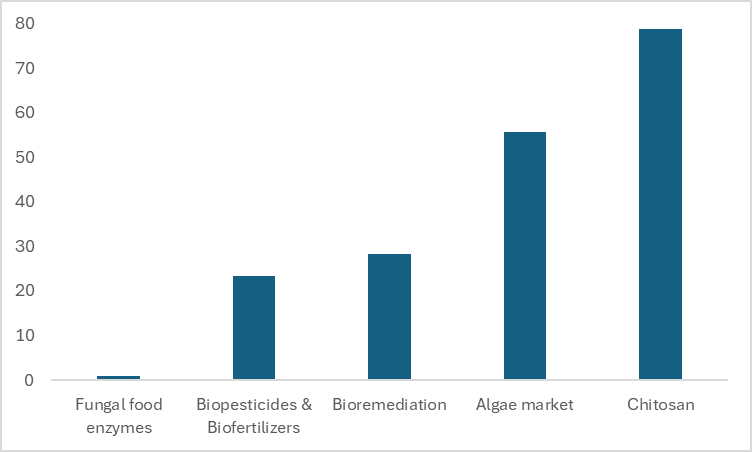 80
70
60
50
40
30
20
10
0
Fungal food
enzymes
Biopesticides &
Biofertilizers
Bioremediation
Algae market
Chitosan